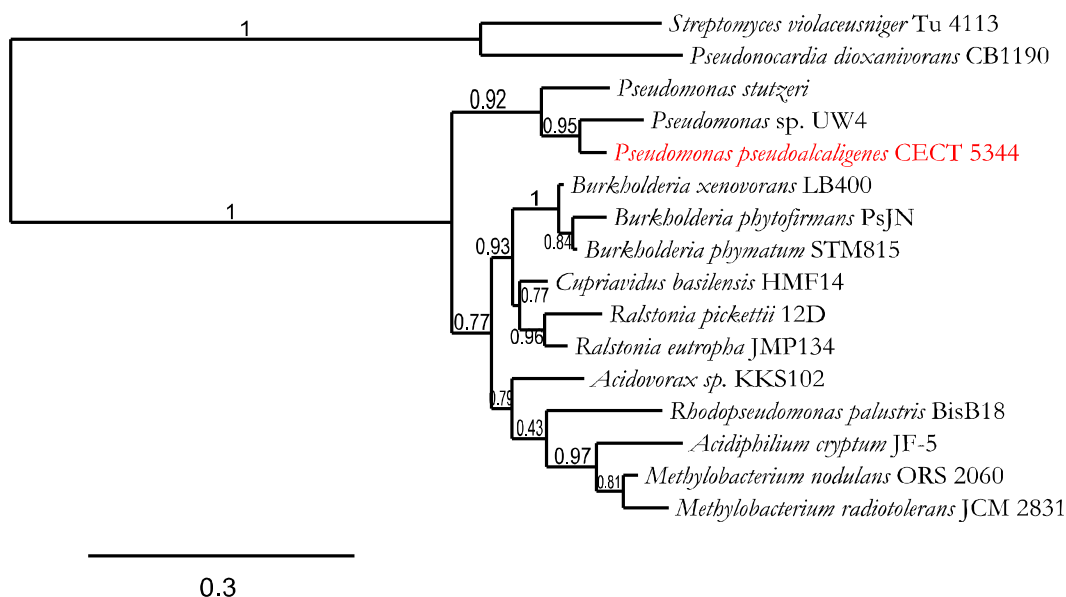 1
Streptomyces violaceusniger Tu 4113
Pseudonocardia dioxanivorans CB1190
Pseudomonas stutzeri
0.92
Pseudomonas sp. UW4
0.95
Pseudomonas pseudoalcaligenes CECT 5344
Burkholderia xenovorans LB400
1
1
Burkholderia phytofirmans PsJN
0.84
Burkholderia phymatum STM815
0.93
Cupriavidus basilensis HMF14
0.77
Ralstonia pickettii 12D
0.77
0.96
Ralstonia eutropha JMP134
Acidovorax sp. KKS102
0.79
Rhodopseudomonas palustris BisB18
0.43
Acidiphilium cryptum JF-5
0.97
Methylobacterium nodulans ORS 2060
0.81
Methylobacterium radiotolerans JCM 2831
0.3